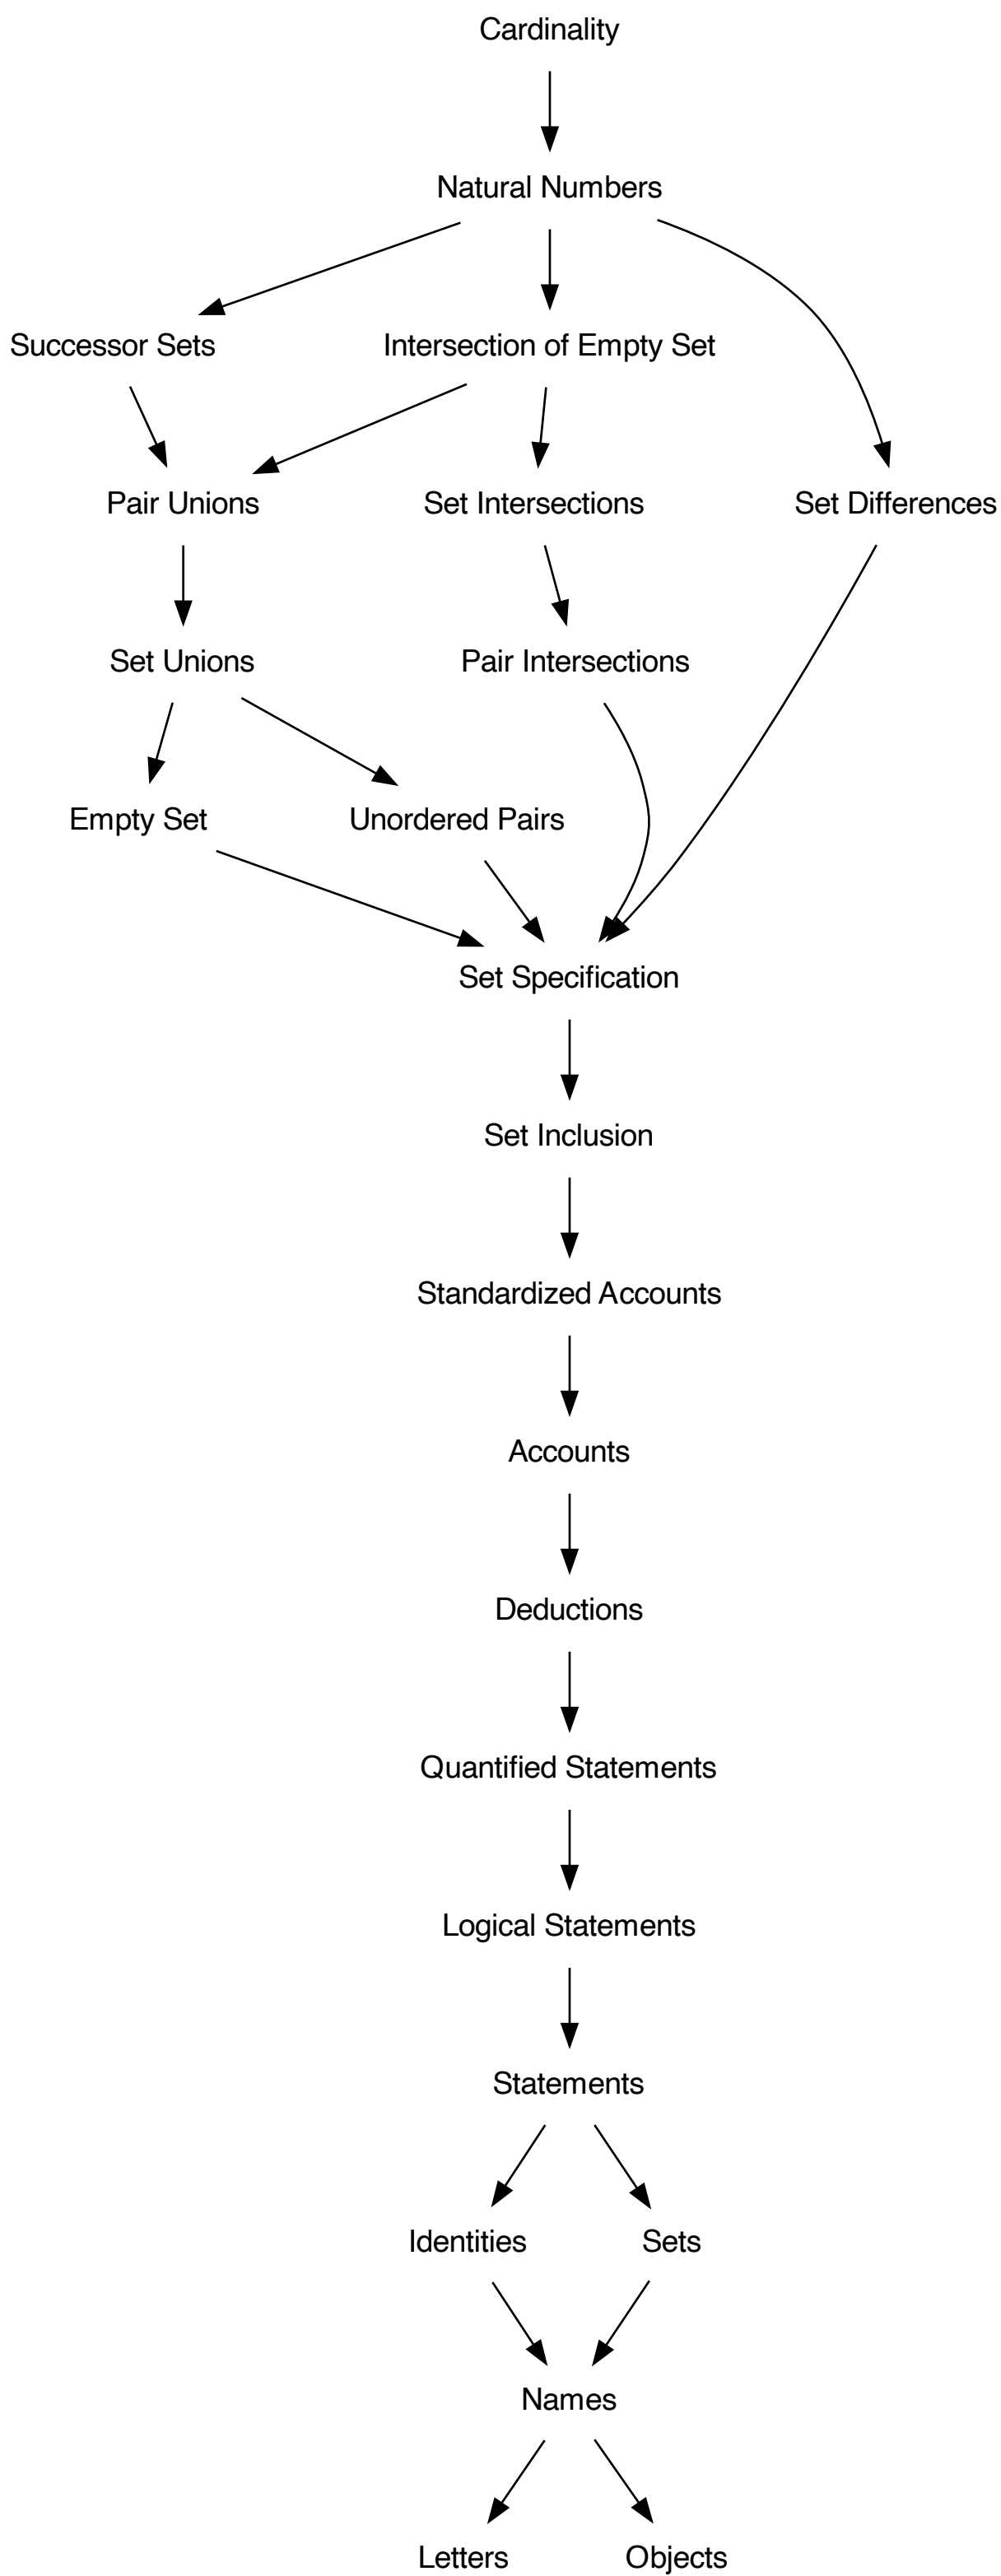 Cardinality
Natural Numbers
Successor Sets
Intersection of Empty Set
Pair Unions
Set Intersections
Set Differences
Set Unions
Pair Intersections
Empty Set
Unordered Pairs
Set Specification
Set Inclusion
Standardized Accounts
Accounts
Deductions
Quantified Statements
Logical Statements
Statements
Identities
Sets
Names
Letters
Objects